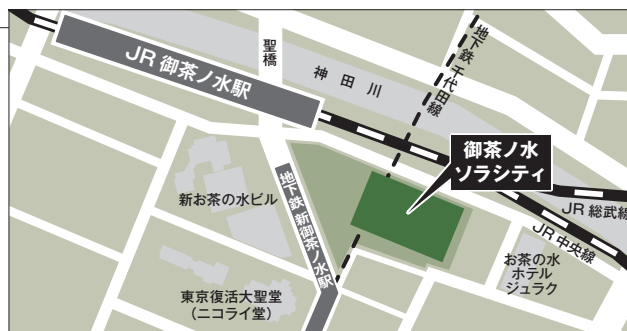 JR 御茶ノ水駅
聖橋
神田川
地下鉄 千代田線
御茶ノ水
ソラシティ
新お茶の水ビル
地下鉄 新御茶ノ水駅
JR 総武線
JR 中央線
お茶の水
ホテル
ジュラク
東京復活大聖堂
（ニコライ堂）